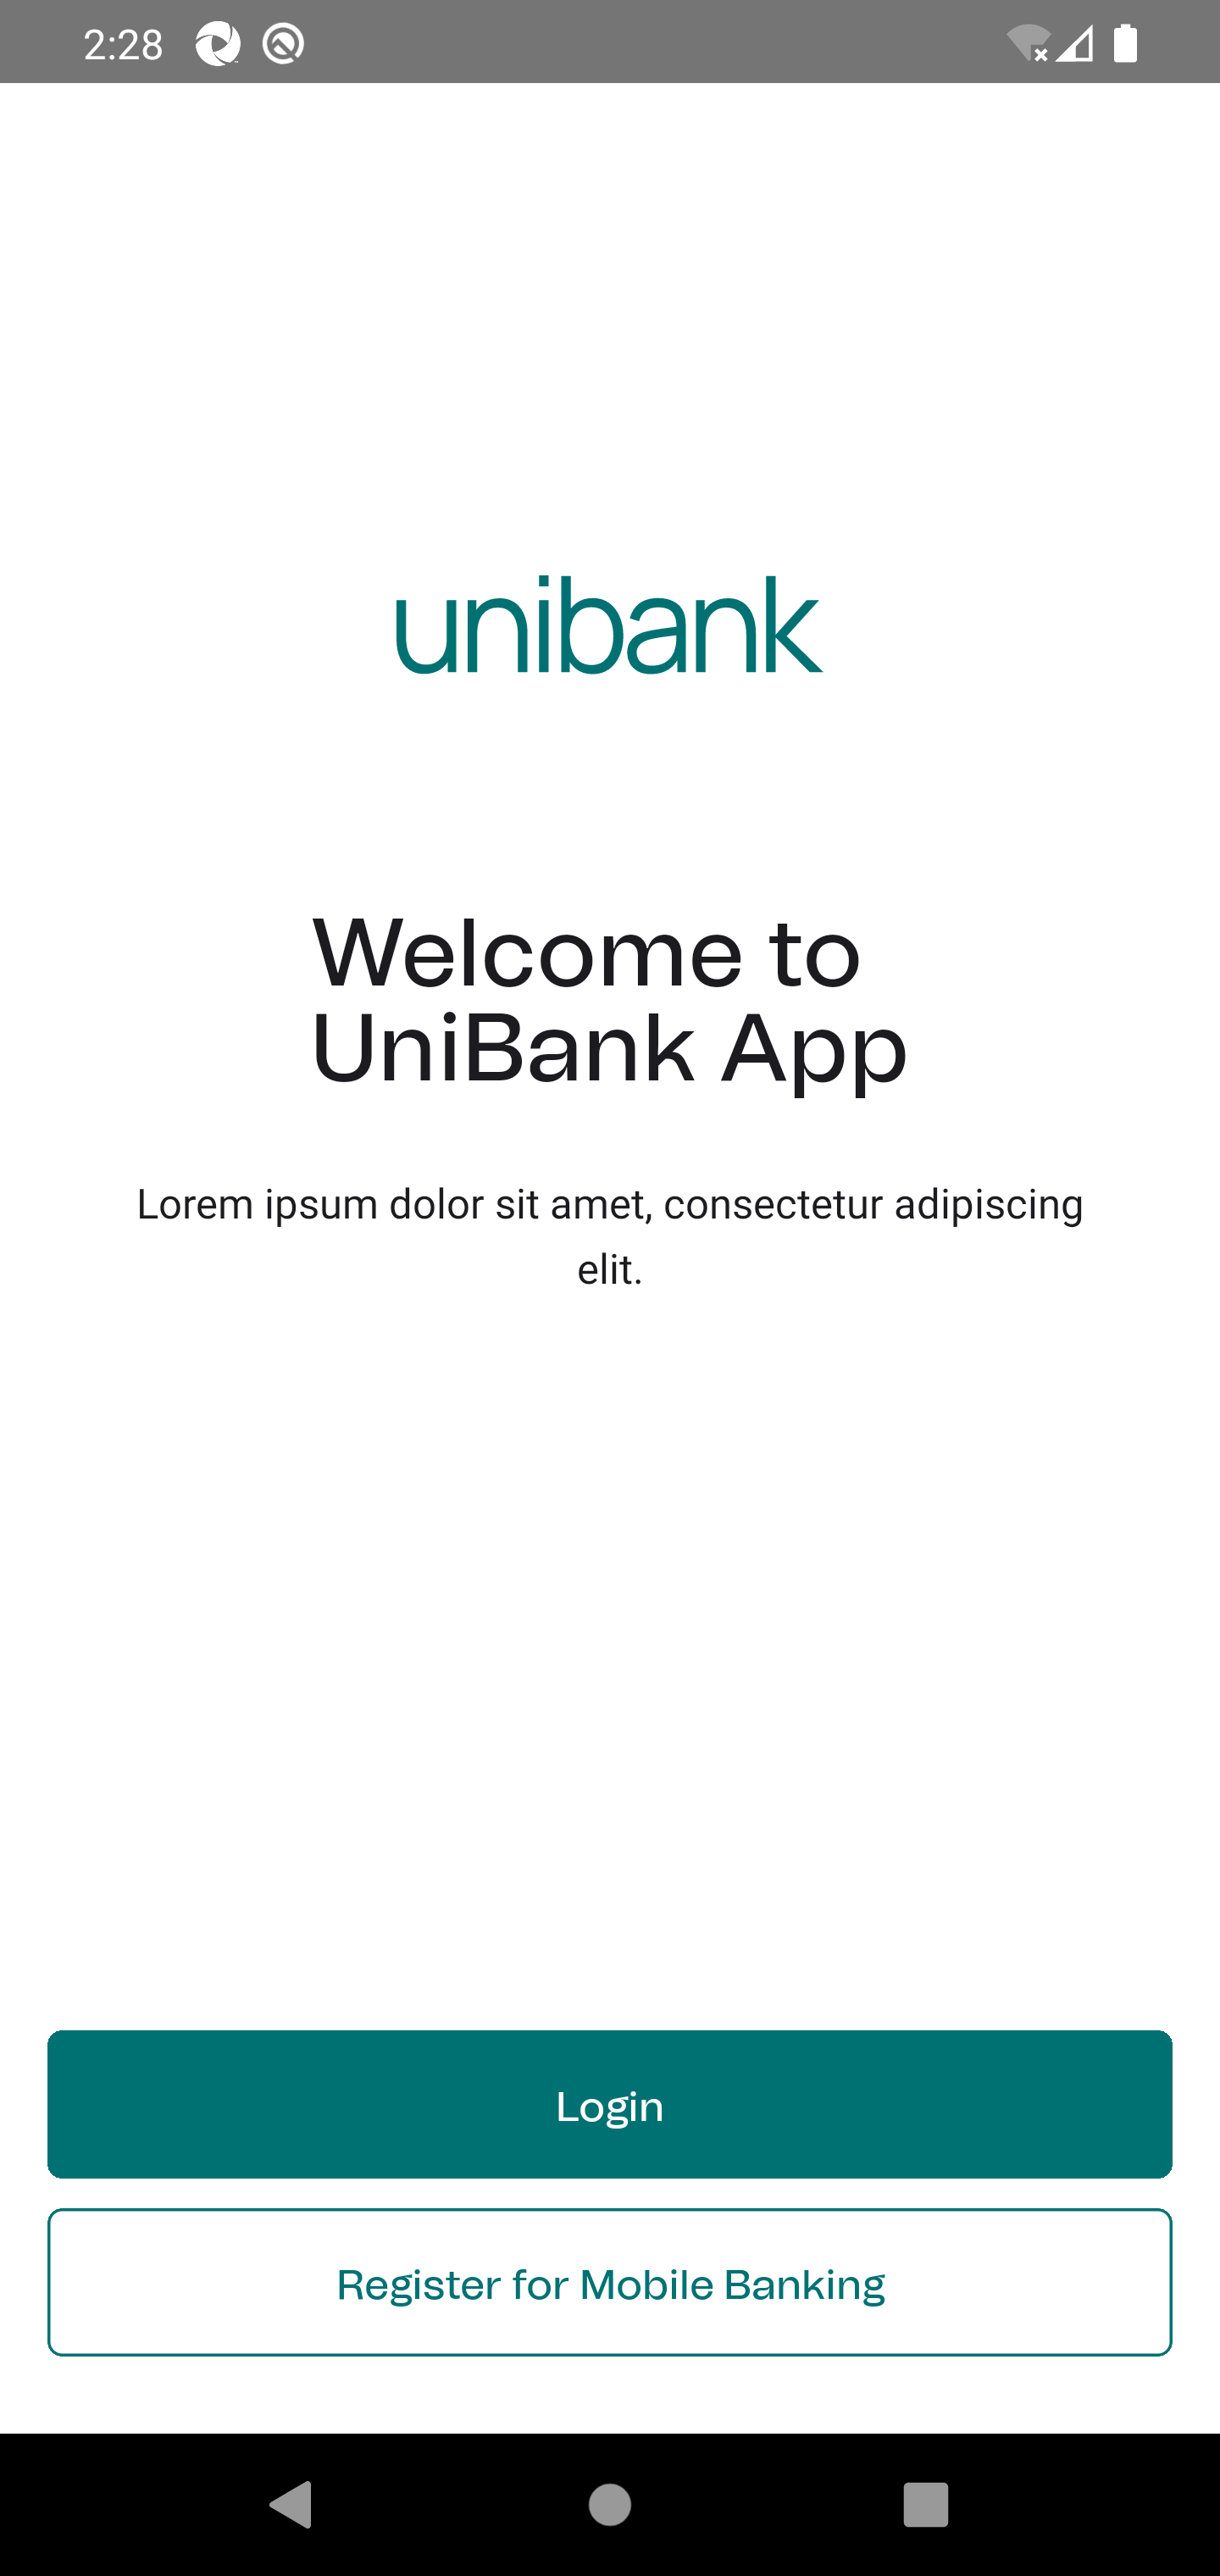 2:28
unibank
Welcome to
UniBank App
Lorem ipsum dolor sit amet, consectetur adipiscing
elit.
Login
Register for Mobile Banking